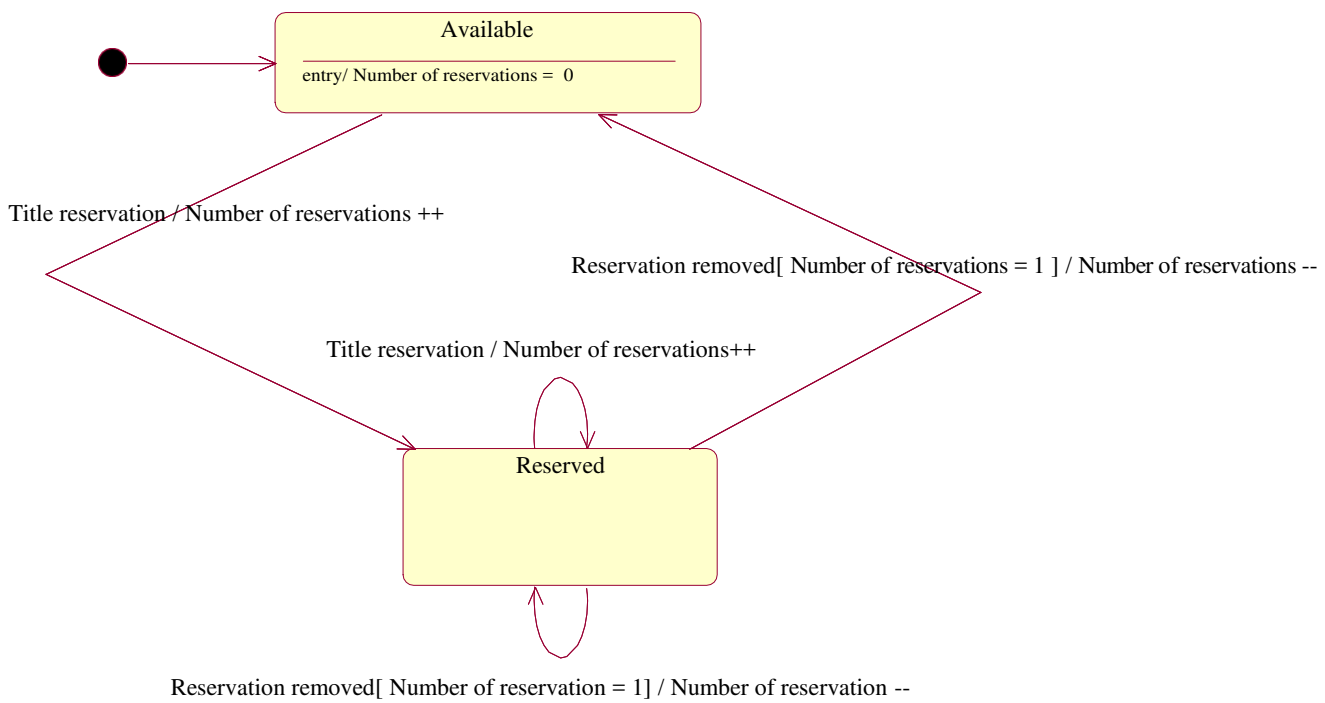 Available
entry/ Number of reservations =  0
Title reservation / Number of reservations ++
Reservation removed[ Number of reservations = 1 ] / Number of reservations --
Title reservation / Number of reservations++
Reserved
Reservation removed[ Number of reservation = 1] / Number of reservation --